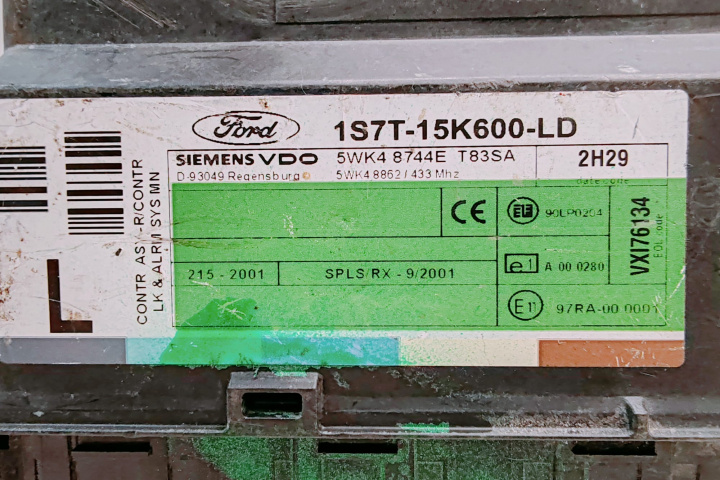 Ford
1S7T-15K600-LD
SIEMENS VDO 5WK4 8744E T83SA 2H29
D-93049 Regensburg 5WK4 8862 / 433 Mhz date code
CE 90LP0204
e1 A 00 0280
215 - 2001 SPLS/RX - 9/2001
E11 97RA-00 0001
VXI76134
EOL code
CONTR ASY -R/CONTR
LK & ALRM SYS MN
L